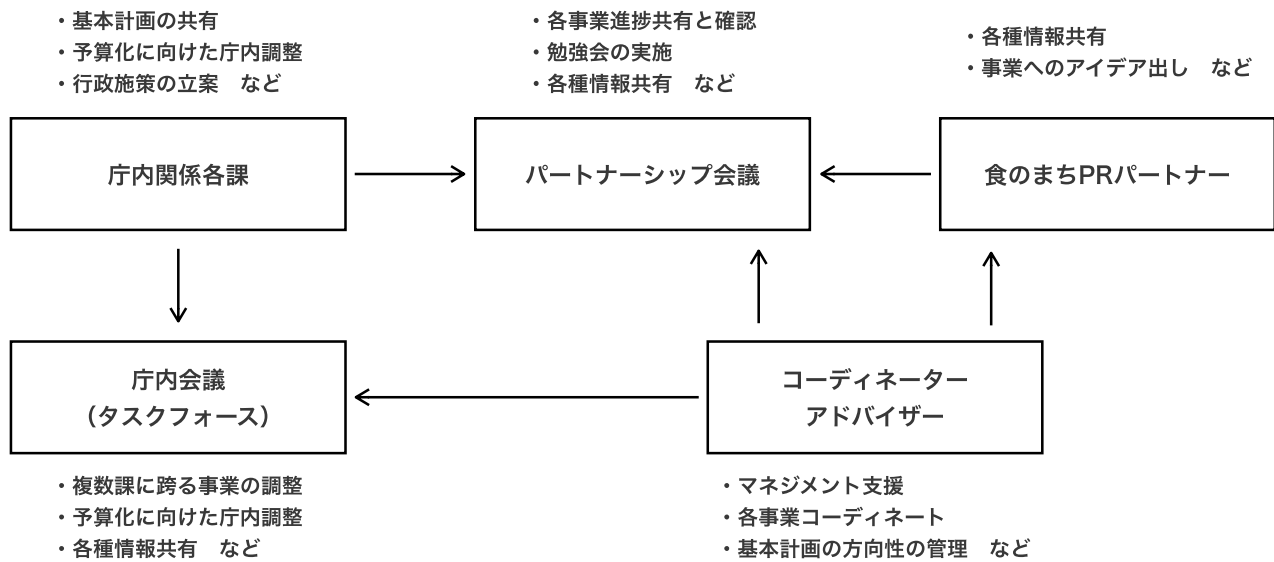 ・基本計画の共有
・予算化に向けた庁内調整
・行政施策の立案　など
・各事業進捗共有と確認
・勉強会の実施
・各種情報共有　など
・各種情報共有
・事業へのアイデア出し　など
庁内関係各課
パートナーシップ会議
食のまちPRパートナー
庁内会議
（タスクフォース）
コーディネーター
アドバイザー
・複数課に跨る事業の調整
・予算化に向けた庁内調整
・各種情報共有　など
・マネジメント支援
・各事業コーディネート
・基本計画の方向性の管理　など